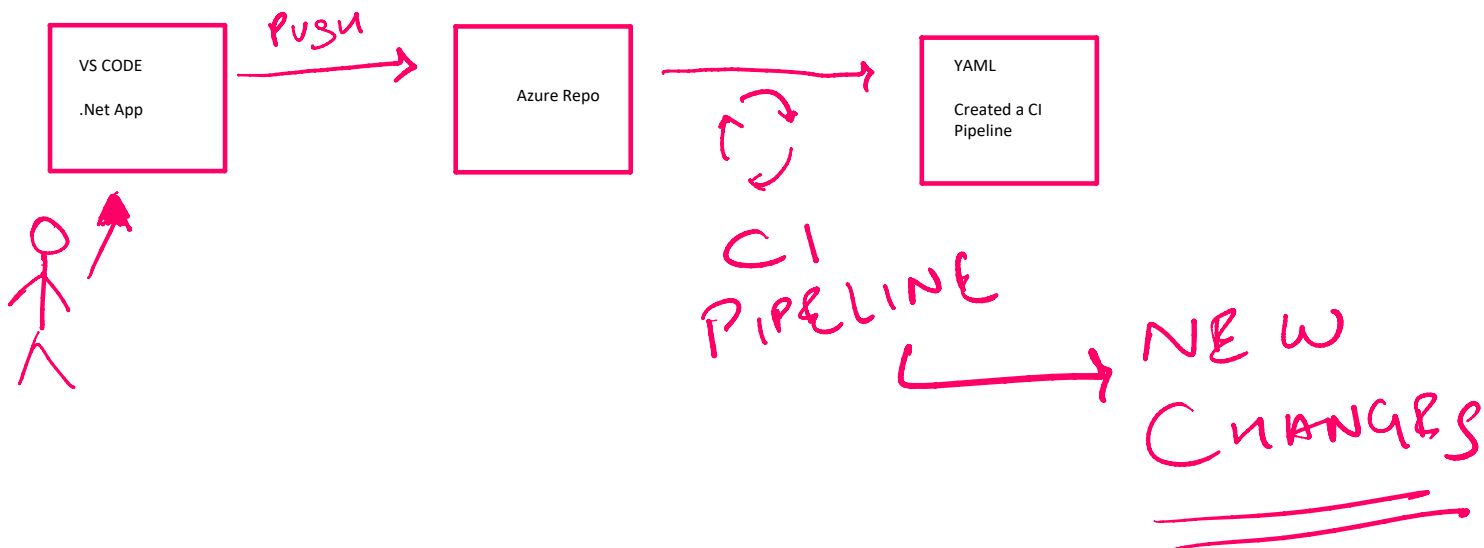 VS CODE
.Net App
PUSH
Azure Repo
YAML
Created a CI
Pipeline
CI
PIPELINE
NEW
CHANGES